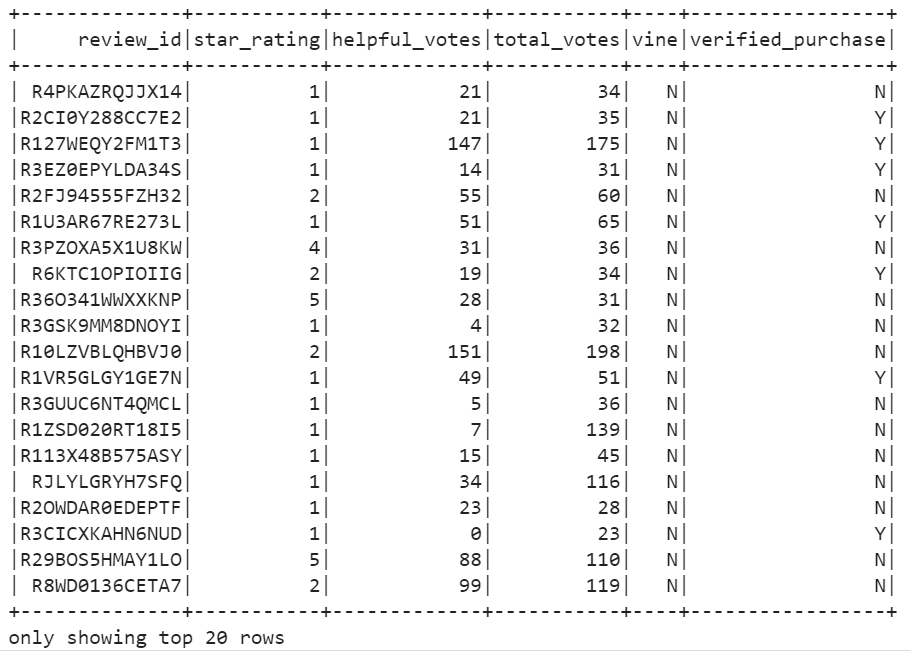 +--------------+-----------+-------------+-----------+----+-----------------+
|     review_id|star_rating|helpful_votes|total_votes|vine|verified_purchase|
+--------------+-----------+-------------+-----------+----+-----------------+
| R4PKAZRQJJX14|          1|           21|         34|   N|                N|
|R2CI0Y288CC7E2|          1|           21|         35|   N|                Y|
|R127WEQY2FM1T3|          1|          147|        175|   N|                Y|
|R3EZ0EPYLDA34S|          1|           14|         31|   N|                Y|
|R2FJ94555FZH32|          2|           55|         60|   N|                N|
|R1U3AR67RE273L|          1|           51|         65|   N|                Y|
|R3PZOXA5X1U8KW|          4|           31|         36|   N|                N|
| R6KTC1OPIOIIG|          2|           19|         34|   N|                Y|
|R36O341WWXXKNP|          5|           28|         31|   N|                N|
|R3GSK9MM8DNOYI|          1|            4|         32|   N|                N|
|R10LZVBLQHBVJ0|          2|          151|        198|   N|                N|
|R1VR5GLGY1GE7N|          1|           49|         51|   N|                Y|
|R3GUUC6NT4QMCL|          1|            5|         36|   N|                N|
|R1ZSD020RT18I5|          1|            7|        139|   N|                N|
|R113X48B575ASY|          1|           15|         45|   N|                N|
| RJLYLGRYH7SFQ|          1|           34|        116|   N|                N|
|R2OWDAR0EDEPTF|          1|           23|         28|   N|                N|
|R3CICXKAHN6NUD|          1|            0|         23|   N|                Y|
|R29BOS5HMAY1LO|          5|           88|        110|   N|                N|
| R8WD0136CETA7|          2|           99|        119|   N|                N|
+--------------+-----------+-------------+-----------+----+-----------------+
only showing top 20 rows